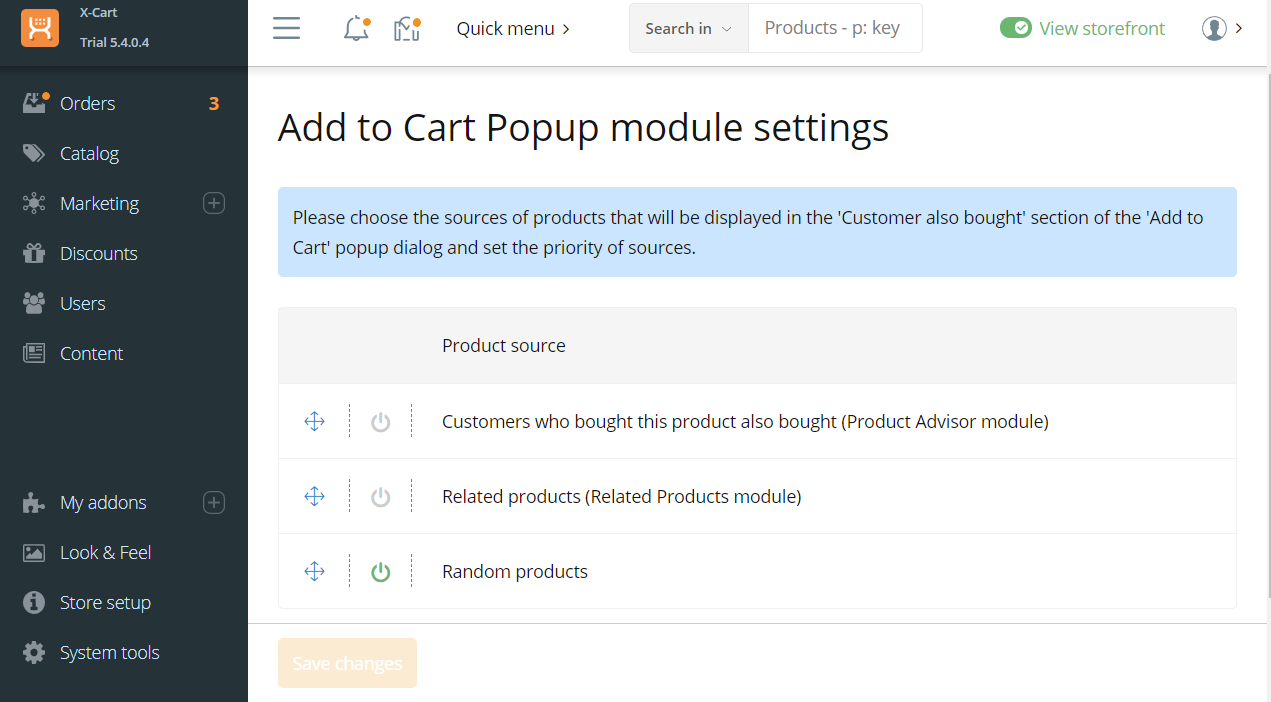 X-Cart
Trial 5.4.0.4
Quick menu
Search in
Products - p: key
View storefront
Orders 3
Catalog
Marketing
Discounts
Users
Content
My addons
Look & Feel
Store setup
System tools
Add to Cart Popup module settings
Please choose the sources of products that will be displayed in the 'Customer also bought' section of the 'Add to
Cart' popup dialog and set the priority of sources.
Product source
Customers who bought this product also bought (Product Advisor module)
Related products (Related Products module)
Random products
Save changes